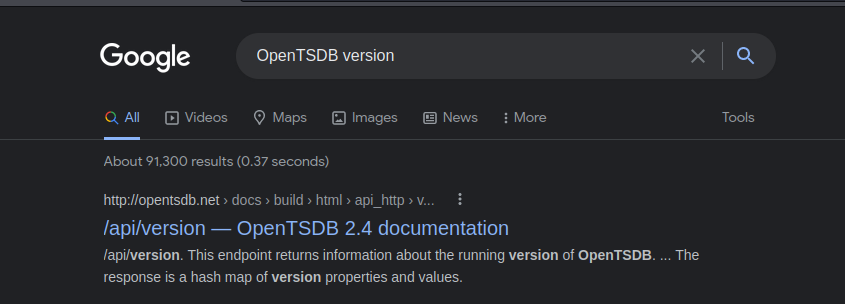 Google
OpenTSDB version
All Videos Maps Images News More Tools
About 91,300 results (0.37 seconds)
http://opentsdb.net › docs › build › html › api_http › v...
/api/version — OpenTSDB 2.4 documentation
/api/version. This endpoint returns information about the running version of OpenTSDB. ... The
response is a hash map of version properties and values.